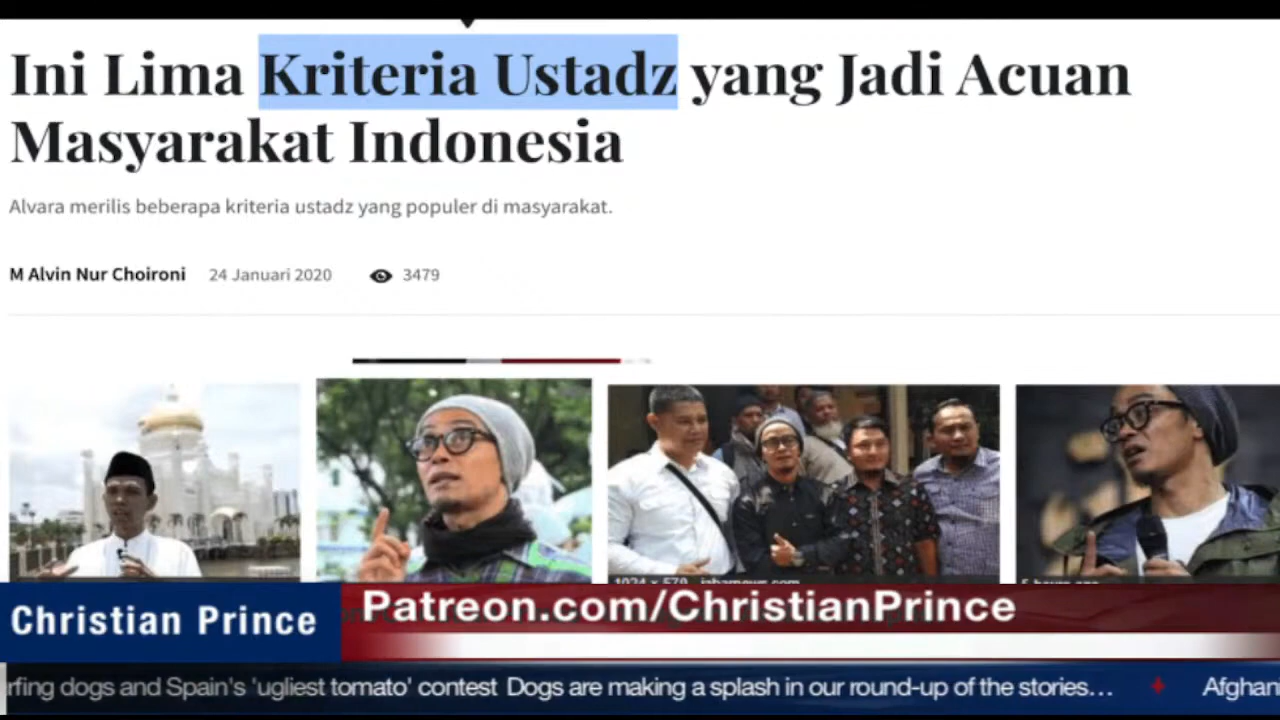 Ini Lima Kriteria Ustadz yang Jadi Acuan
Masyarakat Indonesia
Alvara merilis beberapa kriteria ustadz yang populer di masyarakat.
M Alvin Nur Choironi 24 Januari 2020 3479
Christian Prince
Patreon.com/ChristianPrince
rfing dogs and Spain's 'ugliest tomato' contest Dogs are making a splash in our round-up of the stories... Afghani